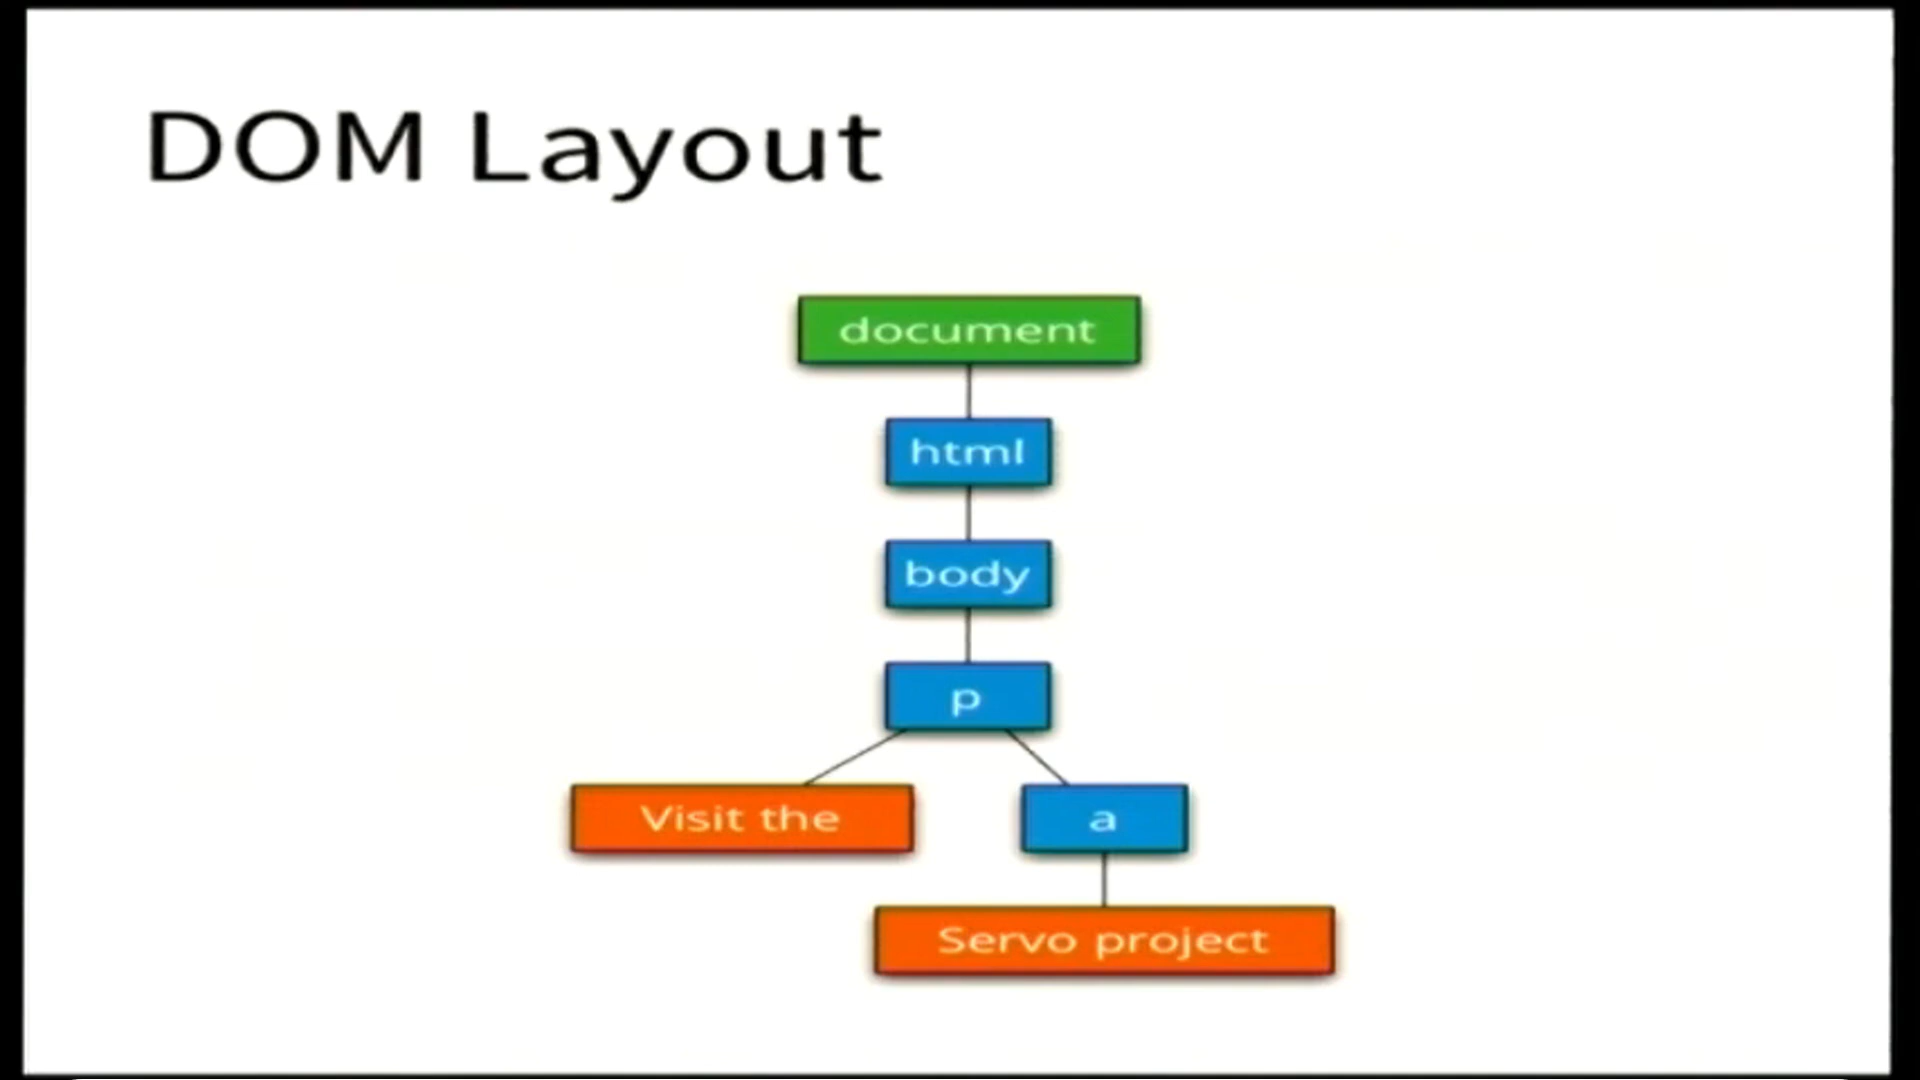 DOM Layout
document
html
body
p
Visit the
a
Servo project